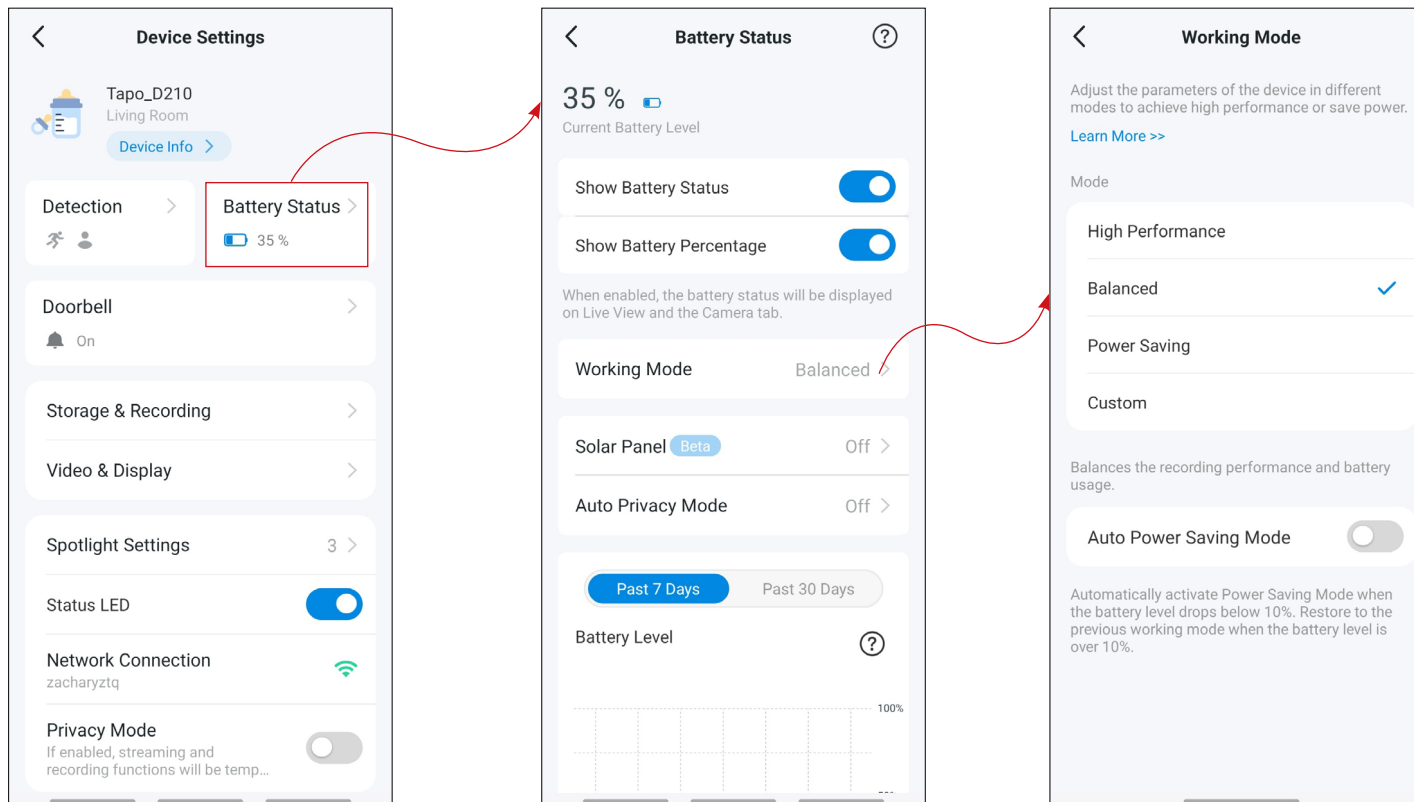 Device Settings
Tapo_D210
Living Room
Device Info
Detection
Battery Status
35 %
Doorbell
On
Storage & Recording
Video & Display
Spotlight Settings
3
Status LED
Network Connection
zacharyztq
Privacy Mode
If enabled, streaming and
recording functions will be temp...
Battery Status
?
35 %
Current Battery Level
Show Battery Status
Show Battery Percentage
When enabled, the battery status will be displayed
on Live View and the Camera tab.
Working Mode
Balanced
Solar Panel Beta
Off
Auto Privacy Mode
Off
Past 7 Days
Past 30 Days
Battery Level
?
100%
Working Mode
Adjust the parameters of the device in different
modes to achieve high performance or save power.
Learn More >>
Mode
High Performance
Balanced
Power Saving
Custom
Balances the recording performance and battery
usage.
Auto Power Saving Mode
Automatically activate Power Saving Mode when
the battery level drops below 10%. Restore to the
previous working mode when the battery level is
over 10%.